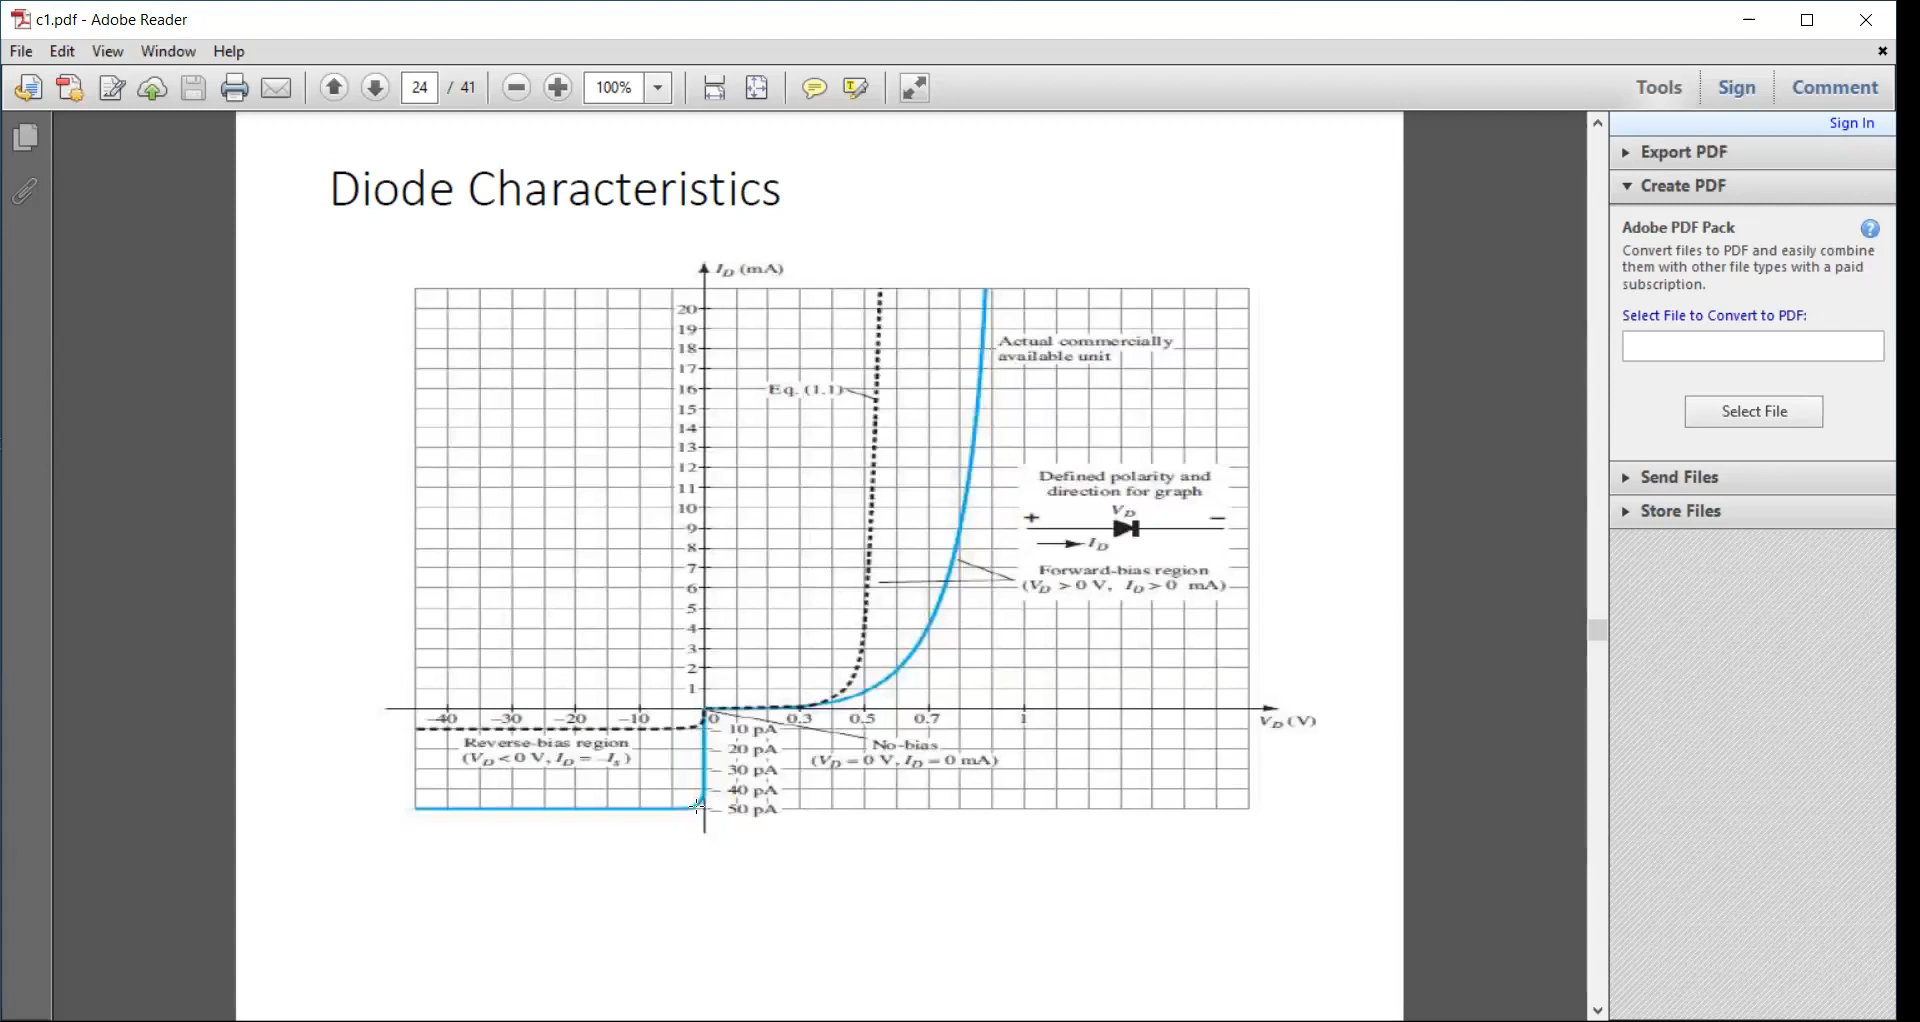 c1.pdf - Adobe Reader
File Edit View Window Help
24 / 41
100%
Tools Sign Comment
Sign In
Export PDF
Create PDF
Adobe PDF Pack
Convert files to PDF and easily combine
them with other file types with a paid
subscription.
Select File to Convert to PDF:
Select File
Send Files
Store Files
Diode Characteristics
I_D (mA)
20
19
18
17
16
15
14
13
12
11
10
9
8
7
6
5
4
3
2
1
Actual commercially
available unit
Eq. (1.1)
Defined polarity and
direction for graph
V_D
+ −
I_D
Forward-bias region
(V_D > 0 V, I_D > 0 mA)
−40 −30 −20 −10 0 0.3 0.5 0.7 1
V_D (V)
10 pA
20 pA
30 pA
40 pA
50 pA
Reverse-bias region
(V_D < 0 V, I_D = −I_s)
No-bias
(V_D = 0 V, I_D = 0 mA)